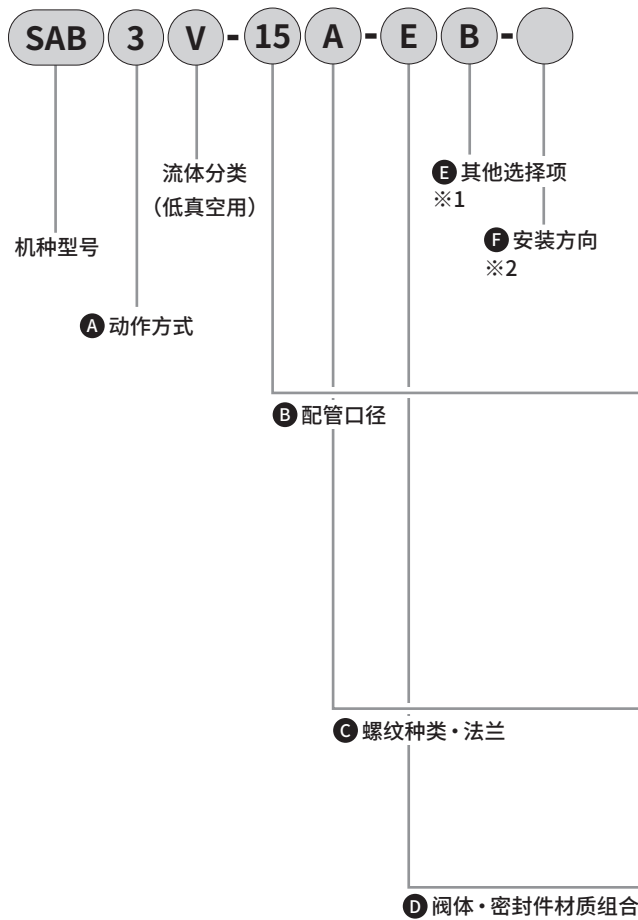 SAB 3 V - 15 A - E B -
流体分类
（低真空用）
E 其他选择项
※1
F 安装方向
※2
机种型号
A 动作方式
B 配管口径
C 螺纹种类・法兰
D 阀体・密封件材质组合